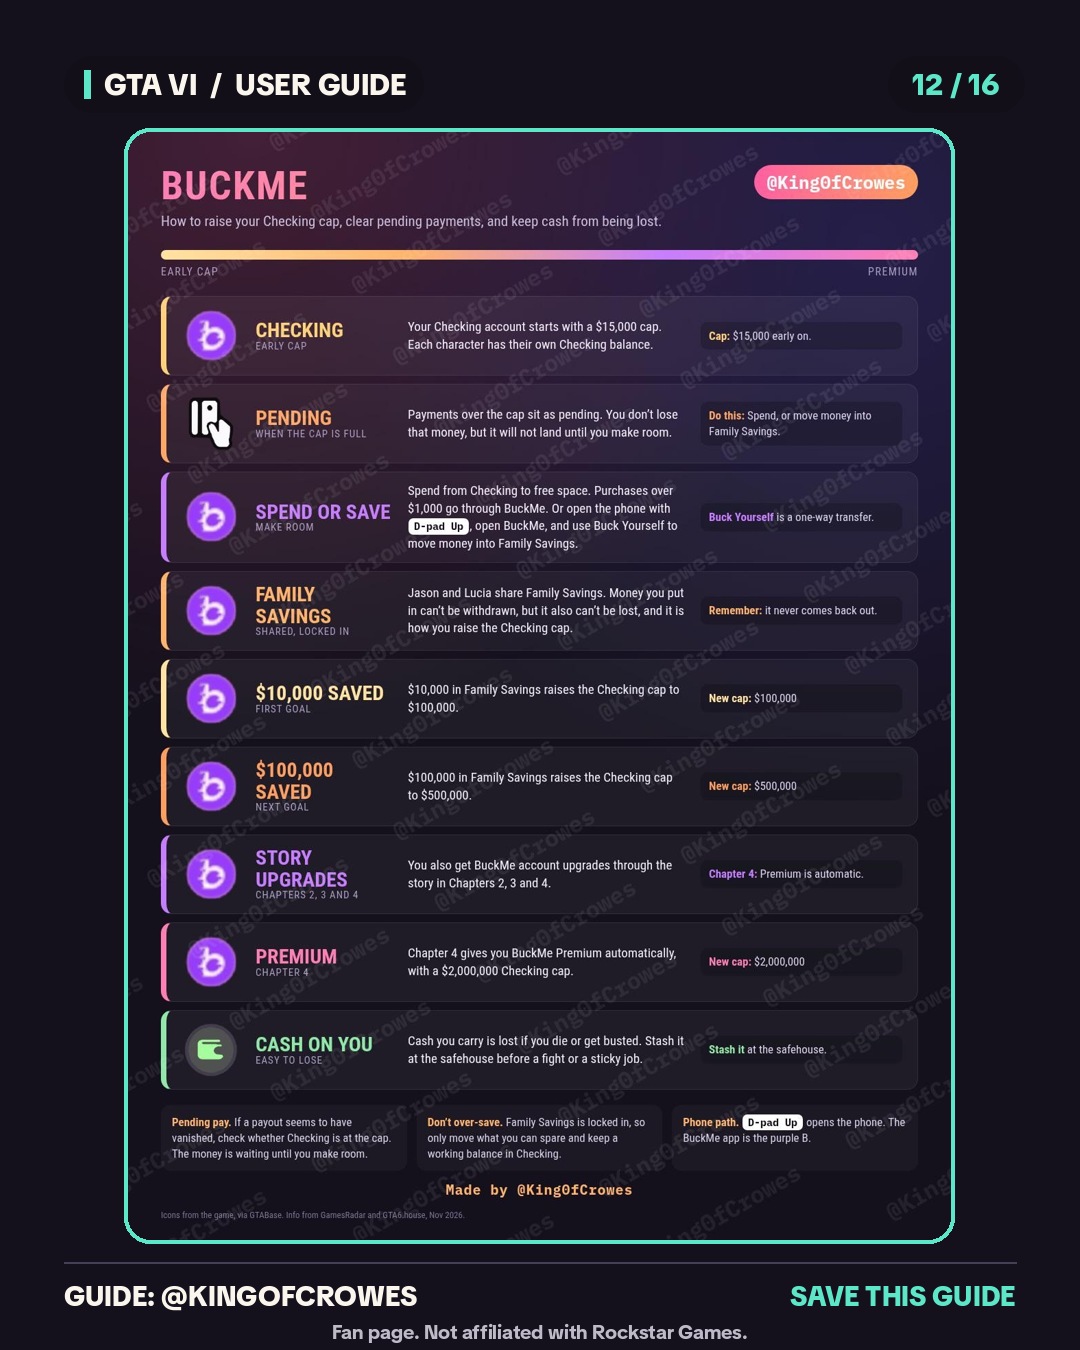 GTA VI / USER GUIDE
12 / 16
BUCKME
@KingOfCrowes
How to raise your Checking cap, clear pending payments, and keep cash from being lost.
EARLY CAP
PREMIUM
CHECKING
EARLY CAP
Your Checking account starts with a $15,000 cap.
Each character has their own Checking balance.
Cap: $15,000 early on.
PENDING
WHEN THE CAP IS FULL
Payments over the cap sit as pending. You don't lose
that money, but it will not land until you make room.
Do this: Spend, or move money into
Family Savings.
SPEND OR SAVE
MAKE ROOM
Spend from Checking to free space. Purchases over
$1,000 go through BuckMe. Or open the phone with
D-pad Up, open BuckMe, and use Buck Yourself to
move money into Family Savings.
Buck Yourself is a one-way transfer.
FAMILY
SAVINGS
SHARED, LOCKED IN
Jason and Lucia share Family Savings. Money you put
in can't be withdrawn, but it also can't be lost, and it is
how you raise the Checking cap.
Remember: it never comes back out.
$10,000 SAVED
FIRST GOAL
$10,000 in Family Savings raises the Checking cap to
$100,000.
New cap: $100,000
$100,000
SAVED
NEXT GOAL
$100,000 in Family Savings raises the Checking cap
to $500,000.
New cap: $500,000
STORY
UPGRADES
CHAPTERS 2, 3 AND 4
You also get BuckMe account upgrades through the
story in Chapters 2, 3 and 4.
Chapter 4: Premium is automatic.
PREMIUM
CHAPTER 4
Chapter 4 gives you BuckMe Premium automatically,
with a $2,000,000 Checking cap.
New cap: $2,000,000
CASH ON YOU
EASY TO LOSE
Cash you carry is lost if you die or get busted. Stash it
at the safehouse before a fight or a sticky job.
Stash it at the safehouse.
Pending pay. If a payout seems to have
vanished, check whether Checking is at the cap.
The money is waiting until you make room.
Don't over-save. Family Savings is locked in, so
only move what you can spare and keep a
working balance in Checking.
Phone path. D-pad Up opens the phone. The
BuckMe app is the purple B.
Made by @KingOfCrowes
Icons from the game, via GTABase. Info from GamesRadar and GTA6.house, Nov 2026.
GUIDE: @KINGOFCROWES
SAVE THIS GUIDE
Fan page. Not affiliated with Rockstar Games.